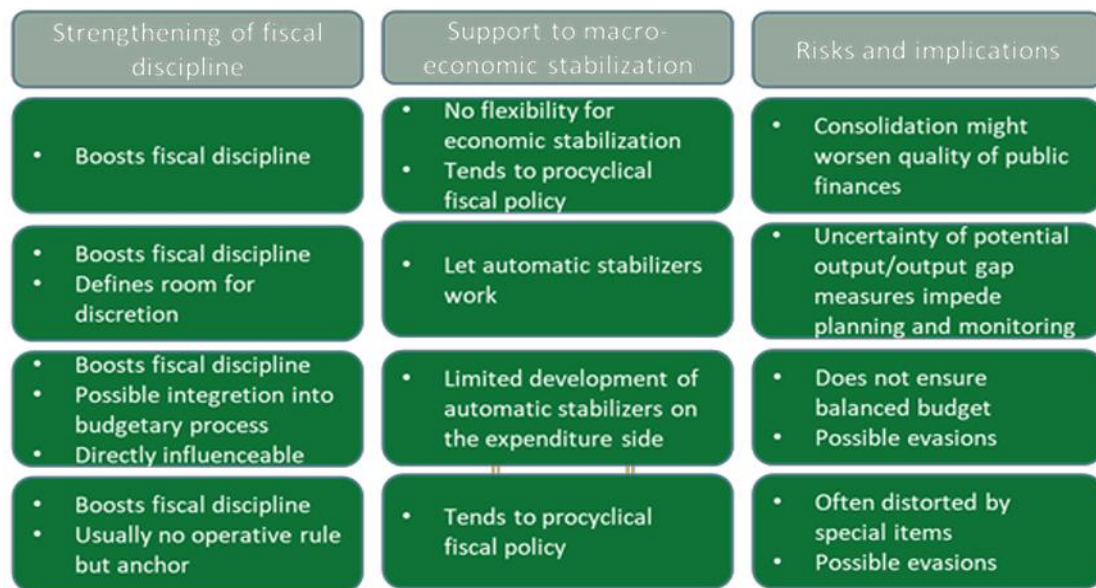 Strengthening of fiscal
discipline
Support to macro-
economic stabilization
Risks and implications
• Boosts fiscal discipline
• No flexibility for
economic stabilization
• Tends to procyclical
fiscal policy
• Consolidation might
worsen quality of public
finances
• Boosts fiscal discipline
• Defines room for
discretion
• Let automatic stabilizers
work
• Uncertainty of potential
output/output gap
measures impede
planning and monitoring
• Boosts fiscal discipline
• Possible integretion into
budgetary process
• Directly influenceable
• Limited development of
automatic stabilizers on
the expenditure side
• Does not ensure
balanced budget
• Possible evasions
• Boosts fiscal discipline
• Usually no operative rule
but anchor
• Tends to procyclical
fiscal policy
• Often distorted by
special items
• Possible evasions